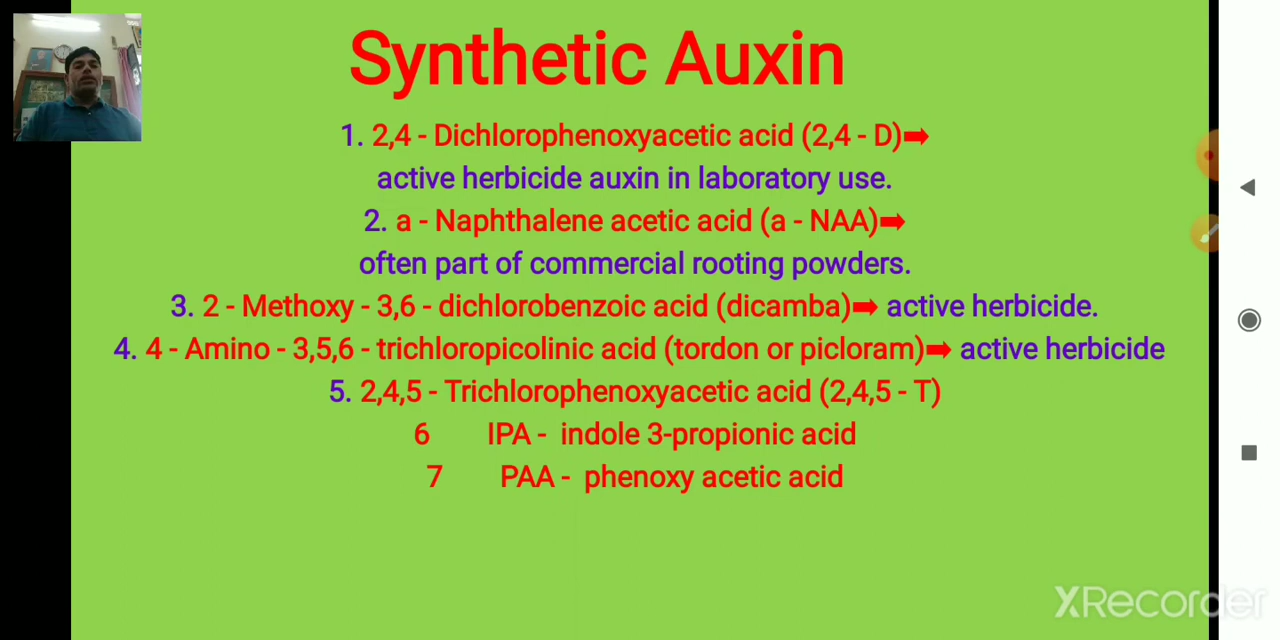 Synthetic Auxin
1. 2,4 - Dichlorophenoxyacetic acid (2,4 - D)➡
active herbicide auxin in laboratory use.
2. a - Naphthalene acetic acid (a - NAA)➡
often part of commercial rooting powders.
3. 2 - Methoxy - 3,6 - dichlorobenzoic acid (dicamba)➡ active herbicide.
4. 4 - Amino - 3,5,6 - trichloropicolinic acid (tordon or picloram)➡ active herbicide
5. 2,4,5 - Trichlorophenoxyacetic acid (2,4,5 - T)
6 IPA - indole 3-propionic acid
7 PAA - phenoxy acetic acid
XRecorder